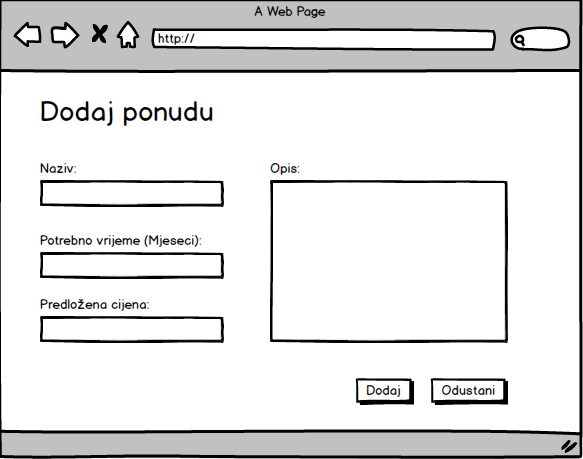 A Web Page
http://
Dodaj ponudu
Naziv:
Opis:
Potrebno vrijeme (Mjeseci):
Predložena cijena:
Dodaj
Odustani